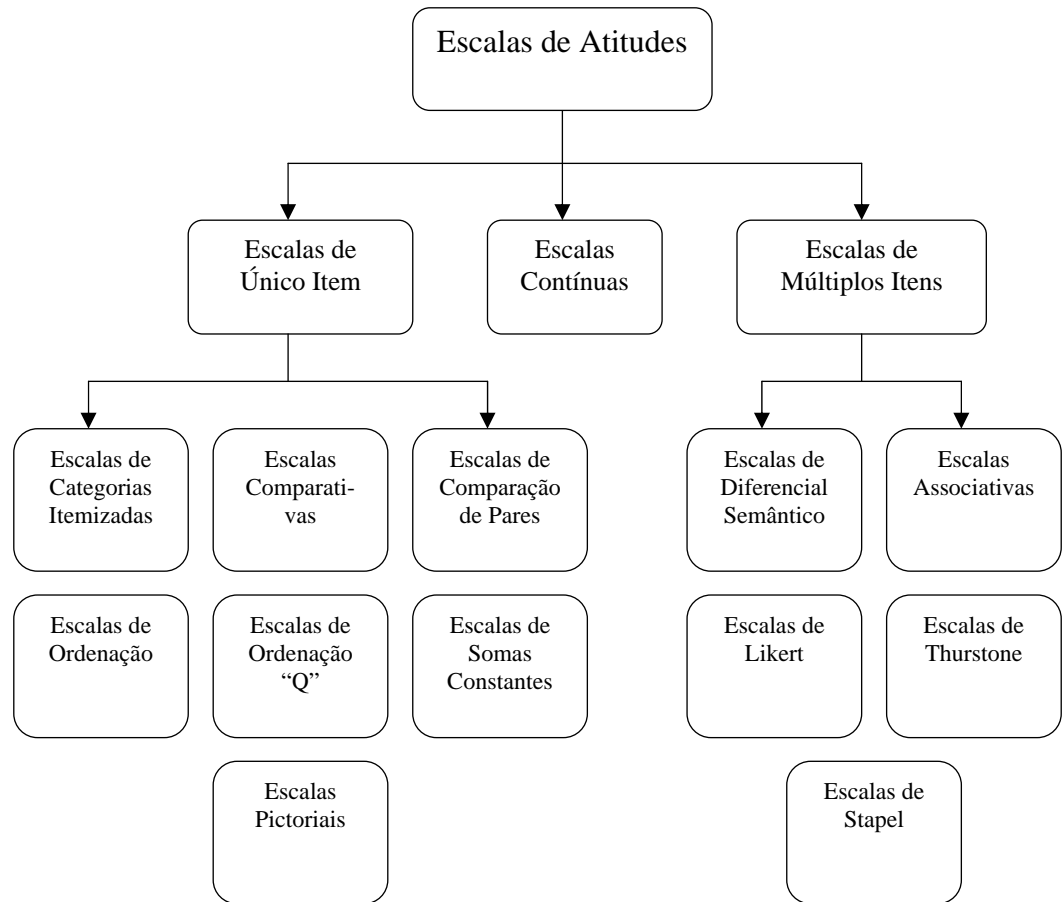 Escalas de Atitudes
Escalas de
Único Item
Escalas
Contínuas
Escalas de
Múltiplos Itens
Escalas de
Categorias
Itemizadas
Escalas
Comparati-
vas
Escalas de
Comparação
de Pares
Escalas de
Diferencial
Semântico
Escalas
Associativas
Escalas de
Ordenação
Escalas de
Ordenação
“Q”
Escalas de
Somas
Constantes
Escalas de
Likert
Escalas de
Thurstone
Escalas
Pictoriais
Escalas de
Stapel